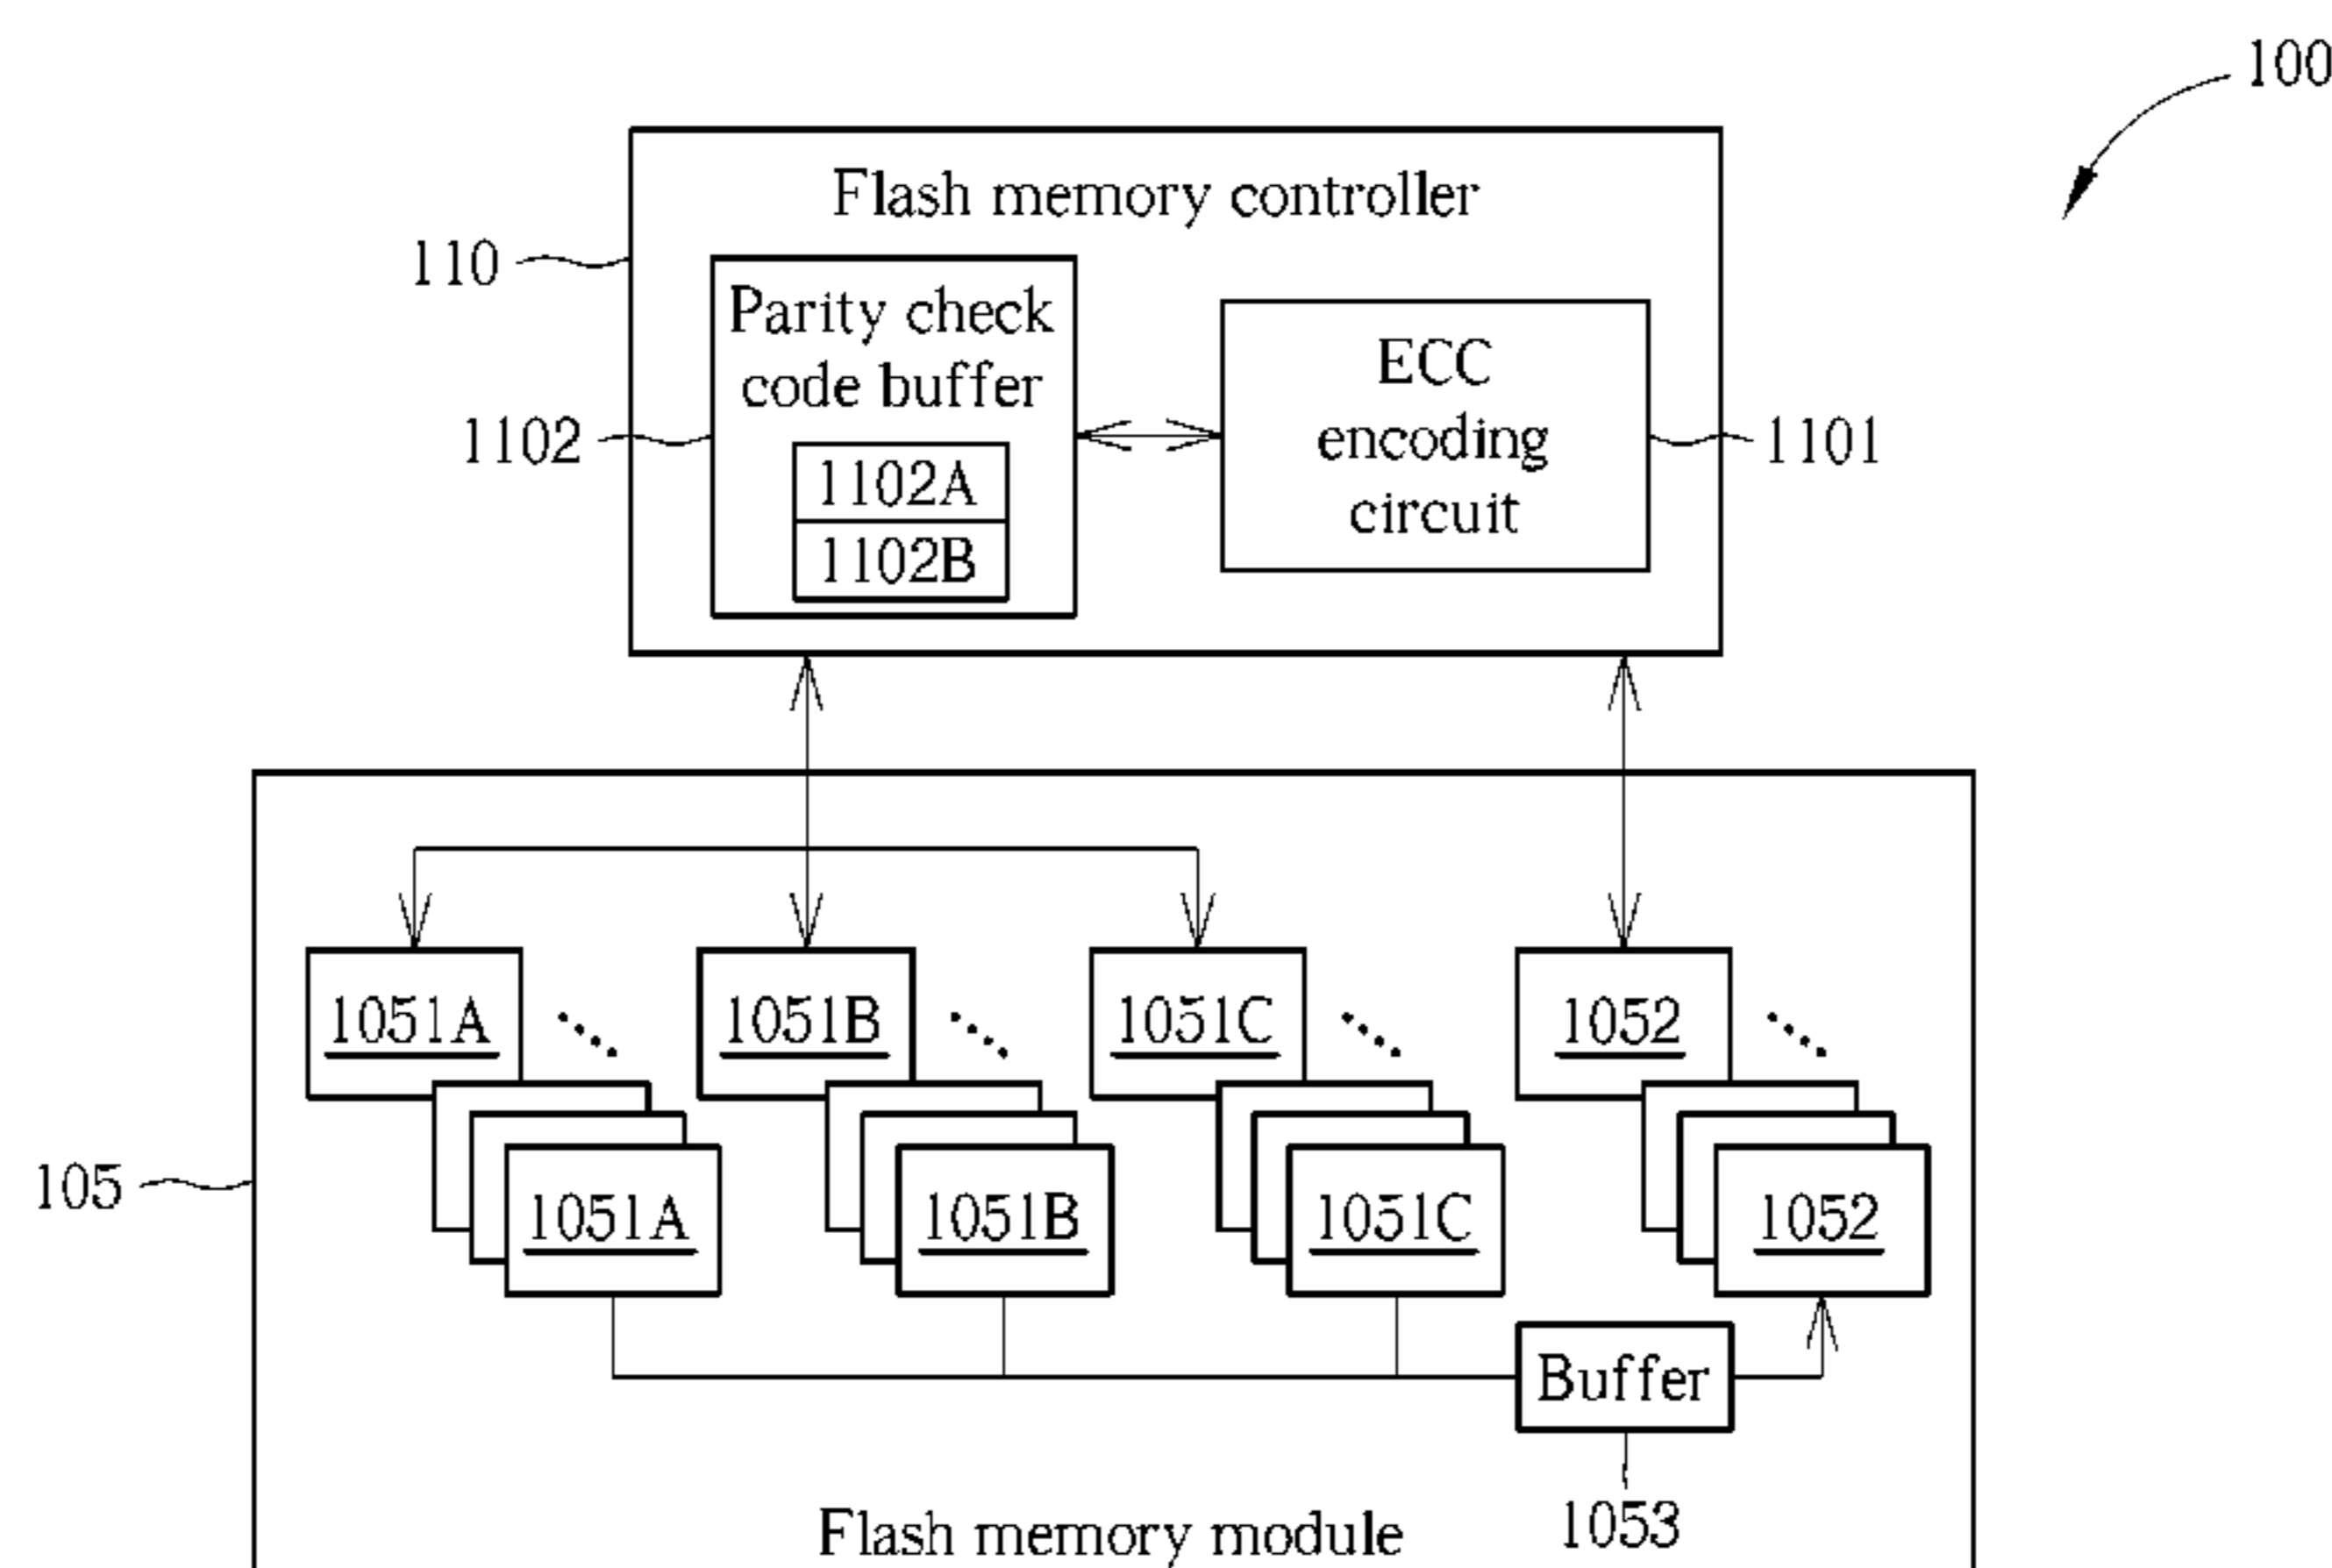 100
Flash memory controller
110
Parity check
code buffer
ECC
encoding
circuit
1102
1101
1102A
1102B
1051A
1051B
1051C
1052
105
1051A
1051B
1051C
1052
Buffer
1053
Flash memory module